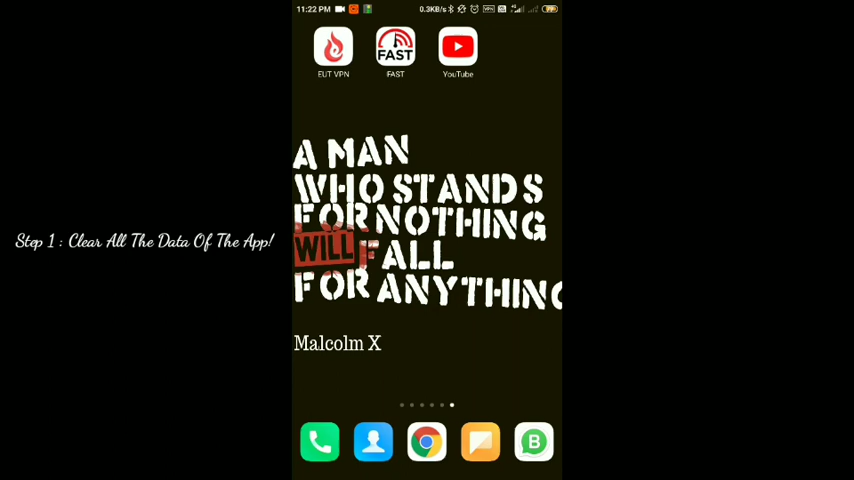 11:22 PM
0.3KB/s
VPN
EUT VPN
FAST
FAST
YouTube
A MAN
WHO STANDS
FOR NOTHING
WILL FALL
FOR ANYTHING
Malcolm X
Step 1 : Clear All The Data Of The App!
B